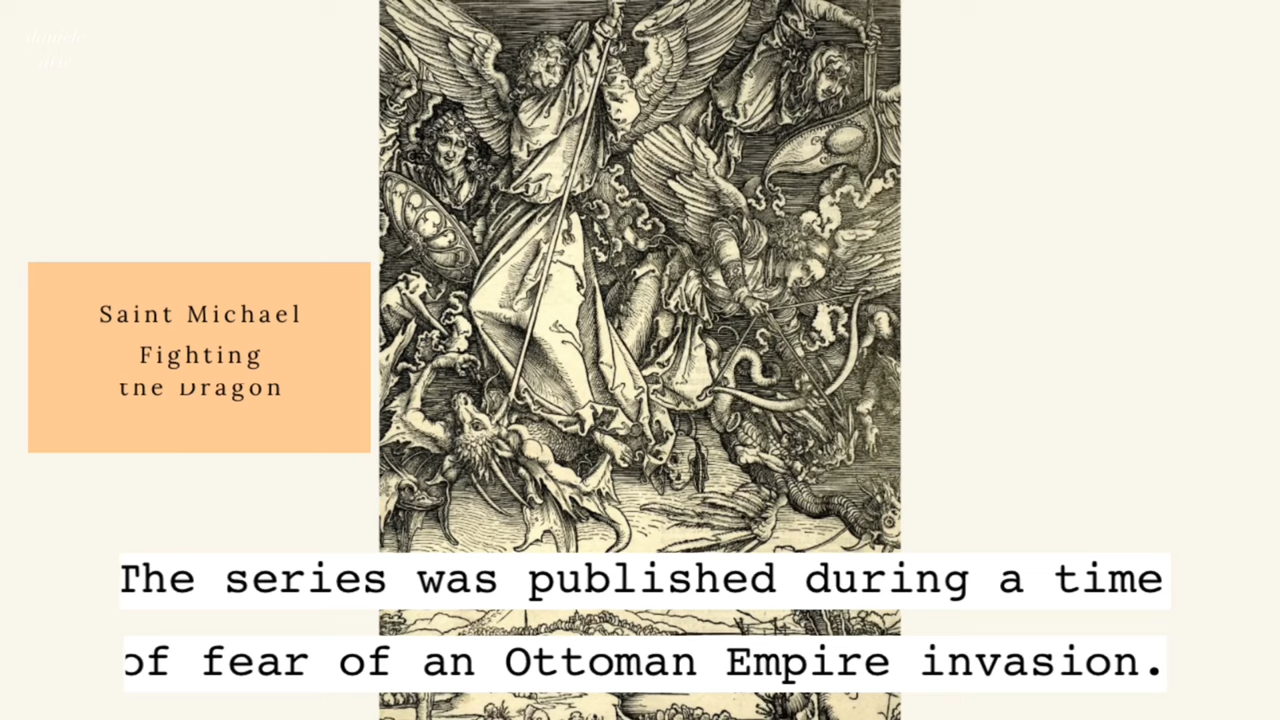 Saint Michael
Fighting
the Dragon
The series was published during a time
of fear of an Ottoman Empire invasion.